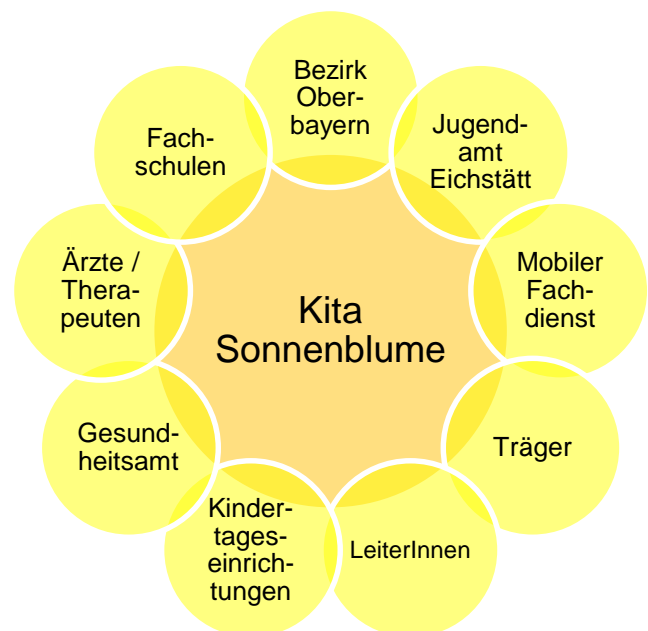 Bezirk
Ober-
bayern
Jugend-
amt
Eichstätt
Mobiler
Fach-
dienst
Träger
LeiterInnen
Kinder-
tages-
einrich-
tungen
Gesund-
heitsamt
Ärzte /
Thera-
peuten
Fach-
schulen
Kita
Sonnenblume